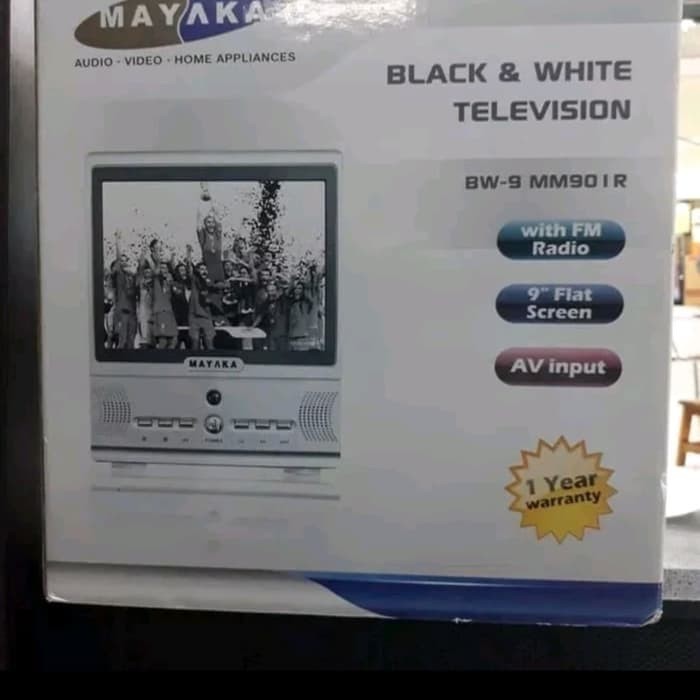 MAYAKA
AUDIO · VIDEO · HOME APPLIANCES
BLACK & WHITE
TELEVISION
BW-9 MM901R
with FM
Radio
9" Flat
Screen
AV input
MAYAKA
1 Year
warranty